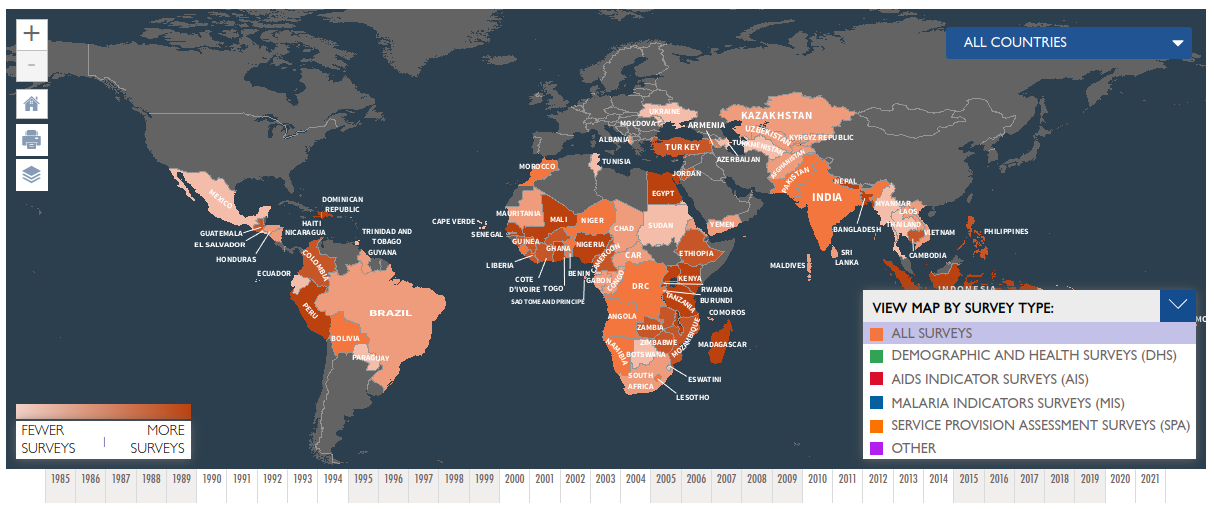 +
-
ALL COUNTRIES
UKRAINE
MOLDOVA
KAZAKHSTAN
ALBANIA
ARMENIA
UZBEKISTAN
KYRGYZ REPUBLIC
TURKEY
TURKMENISTAN
AZERBAIJAN
MOROCCO
TUNISIA
AFGHANISTAN
JORDAN
PAKISTAN
NEPAL
EGYPT
INDIA
MEXICO
DOMINICAN
REPUBLIC
MYANMAR
LAOS
MAURITANIA
MALI
NIGER
CAPE VERDE
HAITI
SUDAN
YEMEN
THAILAND
CHAD
BANGLADESH
VIETNAM
PHILIPPINES
GUATEMALA
NICARAGUA
TRINIDAD AND
TOBAGO
SENEGAL
EL SALVADOR
GUINEA
GHANA
NIGERIA
GUYANA
HONDURAS
COLOMBIA
CAMEROON
CAR
ETHIOPIA
SRI
LANKA
CAMBODIA
LIBERIA
MALDIVES
ECUADOR
COTE
D'IVOIRE
TOGO
BENIN
GABON
CONGO
KENYA
DRC
RWANDA
INDONESIA
SAO TOME AND PRINCIPE
BURUNDI
TANZANIA
PERU
BRAZIL
COMOROS
ANGOLA
ZAMBIA
MOZAMBIQUE
BOLIVIA
ZIMBABWE
MADAGASCAR
NAMIBIA
BOTSWANA
PARAGUAY
SOUTH
AFRICA
ESWATINI
LESOTHO
VIEW MAP BY SURVEY TYPE:
ALL SURVEYS
DEMOGRAPHIC AND HEALTH SURVEYS (DHS)
AIDS INDICATOR SURVEYS (AIS)
MALARIA INDICATORS SURVEYS (MIS)
SERVICE PROVISION ASSESSMENT SURVEYS (SPA)
OTHER
FEWER
SURVEYS
MORE
SURVEYS
1985 1986 1987 1988 1989 1990 1991 1992 1993 1994 1995 1996 1997 1998 1999 2000 2001 2002 2003 2004 2005 2006 2007 2008 2009 2010 2011 2012 2013 2014 2015 2016 2017 2018 2019 2020 2021